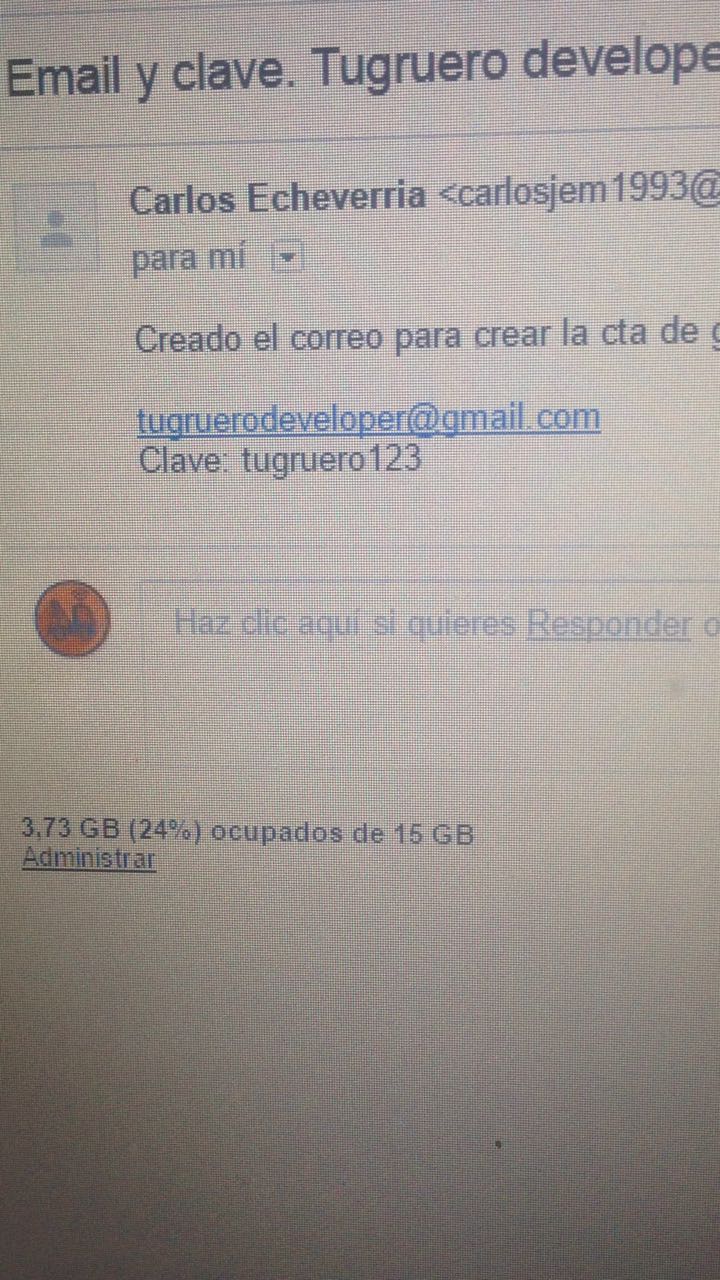 Email y clave. Tugruero develope
Carlos Echeverria <carlosjem1993@
para mí
Creado el correo para crear la cta de g
tugruerodeveloper@gmail.com
Clave: tugruero123
Haz clic aquí si quieres Responder o
3,73 GB (24%) ocupados de 15 GB
Administrar